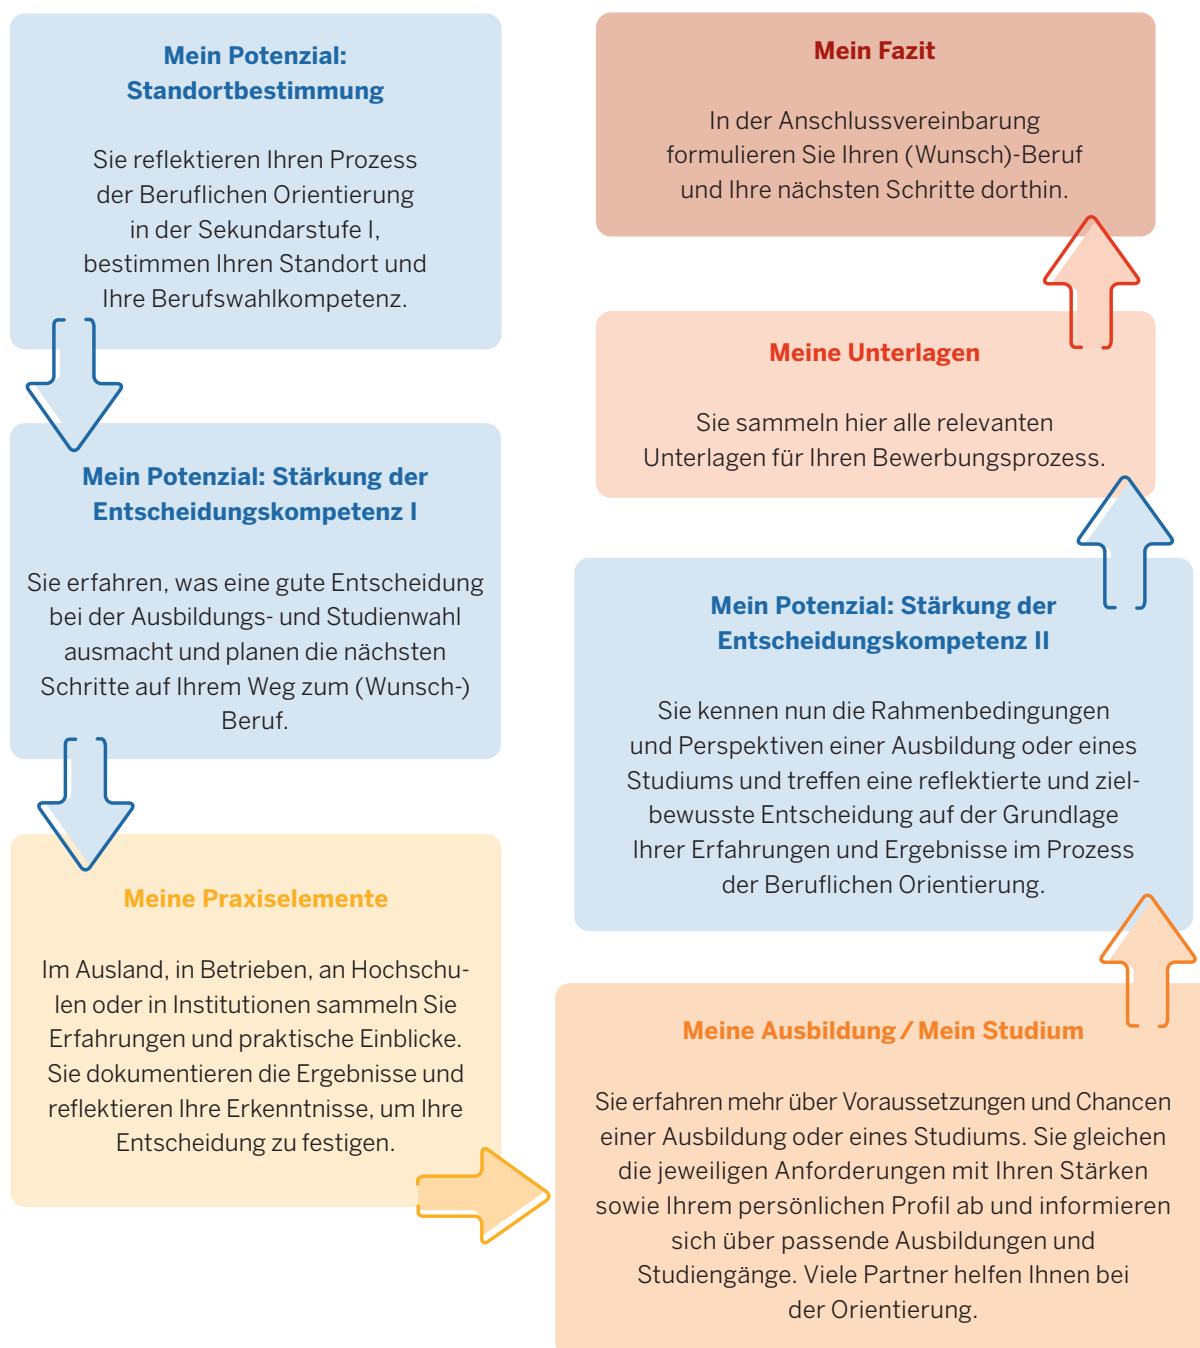 Mein Potenzial:
Standortbestimmung
Sie reflektieren Ihren Prozess
der Beruflichen Orientierung
in der Sekundarstufe I,
bestimmen Ihren Standort und
Ihre Berufswahlkompetenz.
Mein Potenzial: Stärkung der
Entscheidungskompetenz I
Sie erfahren, was eine gute Entscheidung
bei der Ausbildungs- und Studienwahl
ausmacht und planen die nächsten
Schritte auf Ihrem Weg zum (Wunsch-)
Beruf.
Meine Praxiselemente
Im Ausland, in Betrieben, an Hochschu-
len oder in Institutionen sammeln Sie
Erfahrungen und praktische Einblicke.
Sie dokumentieren die Ergebnisse und
reflektieren Ihre Erkenntnisse, um Ihre
Entscheidung zu festigen.
Meine Ausbildung / Mein Studium
Sie erfahren mehr über Voraussetzungen und Chancen
einer Ausbildung oder eines Studiums. Sie gleichen
die jeweiligen Anforderungen mit Ihren Stärken
sowie Ihrem persönlichen Profil ab und informieren
sich über passende Ausbildungen und
Studiengänge. Viele Partner helfen Ihnen bei
der Orientierung.
Mein Potenzial: Stärkung der
Entscheidungskompetenz II
Sie kennen nun die Rahmenbedingungen
und Perspektiven einer Ausbildung oder eines
Studiums und treffen eine reflektierte und ziel-
bewusste Entscheidung auf der Grundlage
Ihrer Erfahrungen und Ergebnisse im Prozess
der Beruflichen Orientierung.
Meine Unterlagen
Sie sammeln hier alle relevanten
Unterlagen für Ihren Bewerbungsprozess.
Mein Fazit
In der Anschlussvereinbarung
formulieren Sie Ihren (Wunsch)-Beruf
und Ihre nächsten Schritte dorthin.